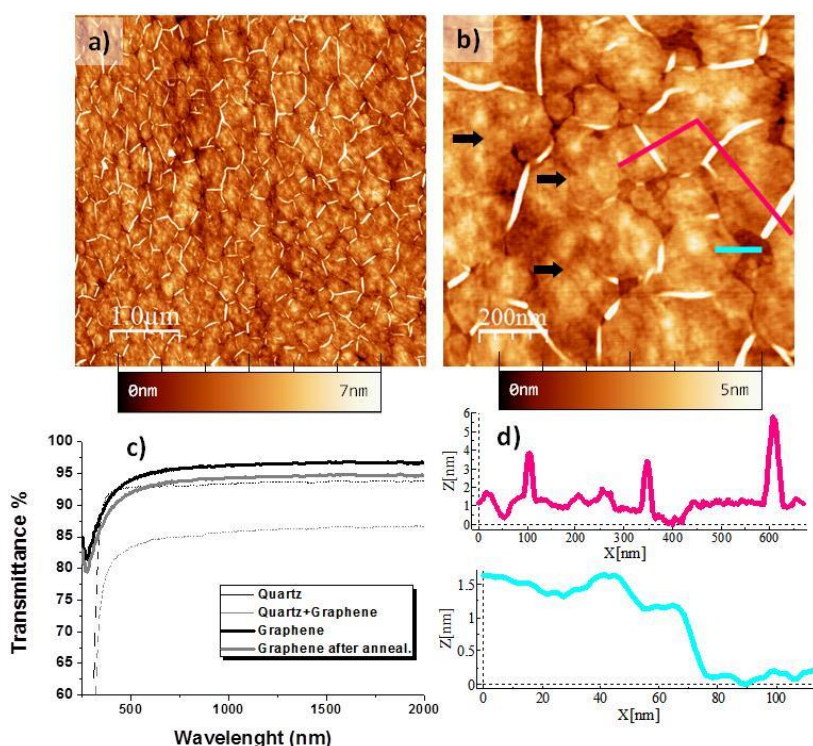 a)
1.0µm
0nm
7nm
b)
200nm
0nm
5nm
c)
100
95
90
85
80
75
70
65
60
Transmittance %
Quartz
Quartz+Graphene
Graphene
Graphene after anneal.
500
1000
1500
2000
Wavelenght (nm)
d)
Z[nm]
6
5
4
3
2
1
0
0
100
200
300
400
500
600
X[nm]
Z[nm]
1.5
1
0.5
0
0
20
40
60
80
100
X[nm]